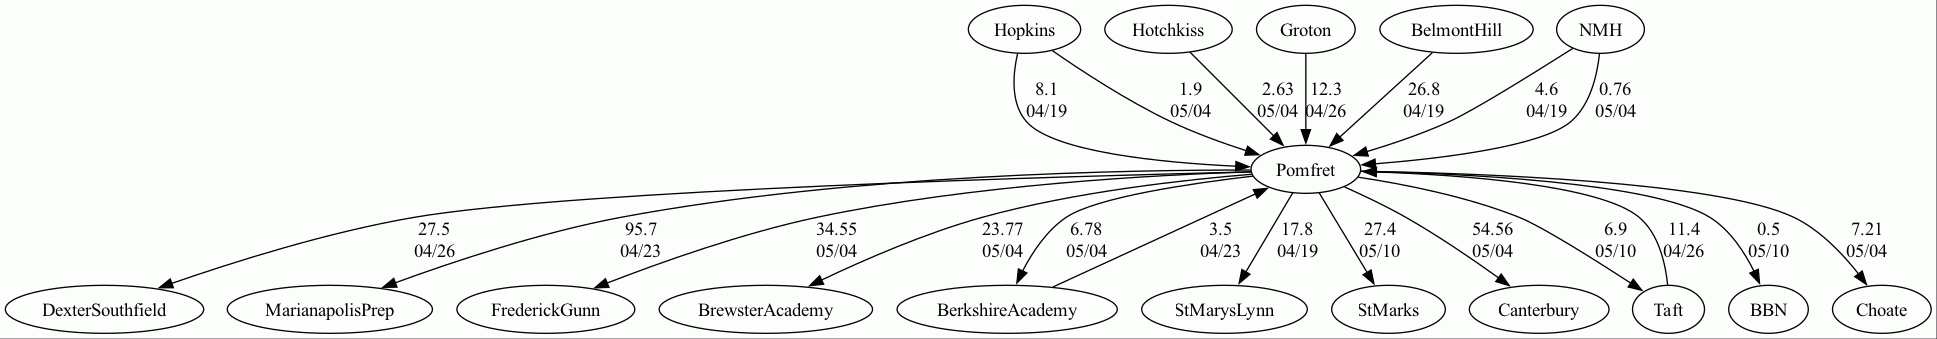 Hopkins
Hotchkiss
Groton
BelmontHill
NMH
8.1
04/19
1.9
05/04
2.63
05/04
12.3
04/26
26.8
04/19
4.6
04/19
0.76
05/04
Pomfret
27.5
04/26
95.7
04/23
34.55
05/04
23.77
05/04
6.78
05/04
3.5
04/23
17.8
04/19
27.4
05/10
54.56
05/04
6.9
05/10
11.4
04/26
0.5
05/10
7.21
05/04
DexterSouthfield
MarianapolisPrep
FrederickGunn
BrewsterAcademy
BerkshireAcademy
StMarysLynn
StMarks
Canterbury
Taft
BBN
Choate